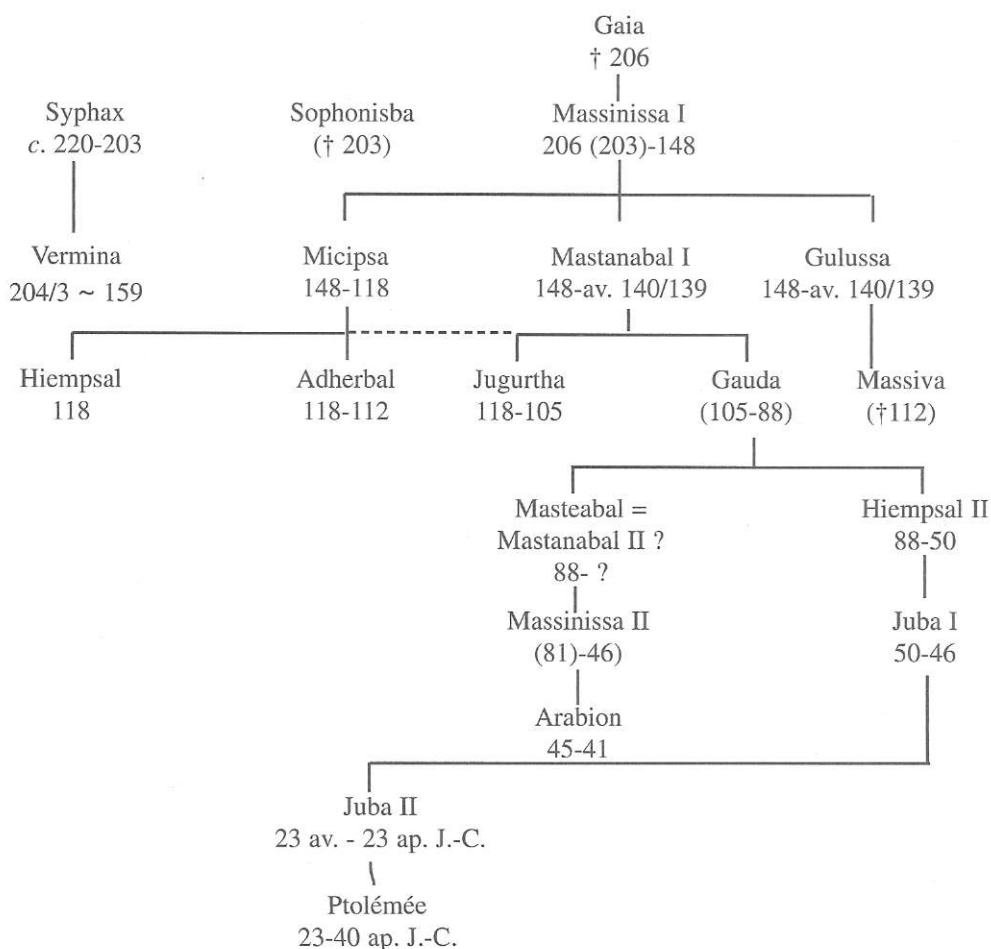 Gaia
† 206
Syphax
c. 220-203
Sophonisba
(† 203)
Massinissa I
206 (203)-148
Vermina
204/3 ~ 159
Micipsa
148-118
Mastanabal I
148-av. 140/139
Gulussa
148-av. 140/139
Hiempsal
118
Adherbal
118-112
Jugurtha
118-105
Gauda
(105-88)
Massiva
(†112)
Masteabal =
Mastanabal II ?
88- ?
Hiempsal II
88-50
Massinissa II
(81)-46)
Juba I
50-46
Arabion
45-41
Juba II
23 av. - 23 ap. J.-C.
Ptolémée
23-40 ap. J.-C.